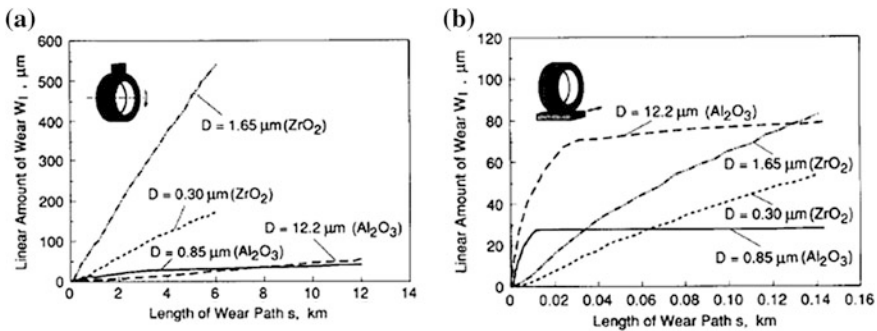 (a)
600
500
400
300
200
100
0
Linear Amount of Wear W_l , μm
D = 1.65 μm (ZrO₂)
D = 0.30 μm (ZrO₂)
12.2 μm (Al₂O₃)
D = 0.85 μm (Al₂O₃)
0 2 4 6 8 10 12 14
Length of Wear Path s, km
(b)
120
100
80
60
40
20
0
Linear Amount of Wear W_l , μm
D = 12.2 μm (Al₂O₃)
D = 1.65 μm (ZrO₂)
D = 0.30 μm (ZrO₂)
D = 0.85 μm (Al₂O₃)
0 0.02 0.04 0.06 0.08 0.10 0.12 0.14 0.16
Length of Wear Path s, km